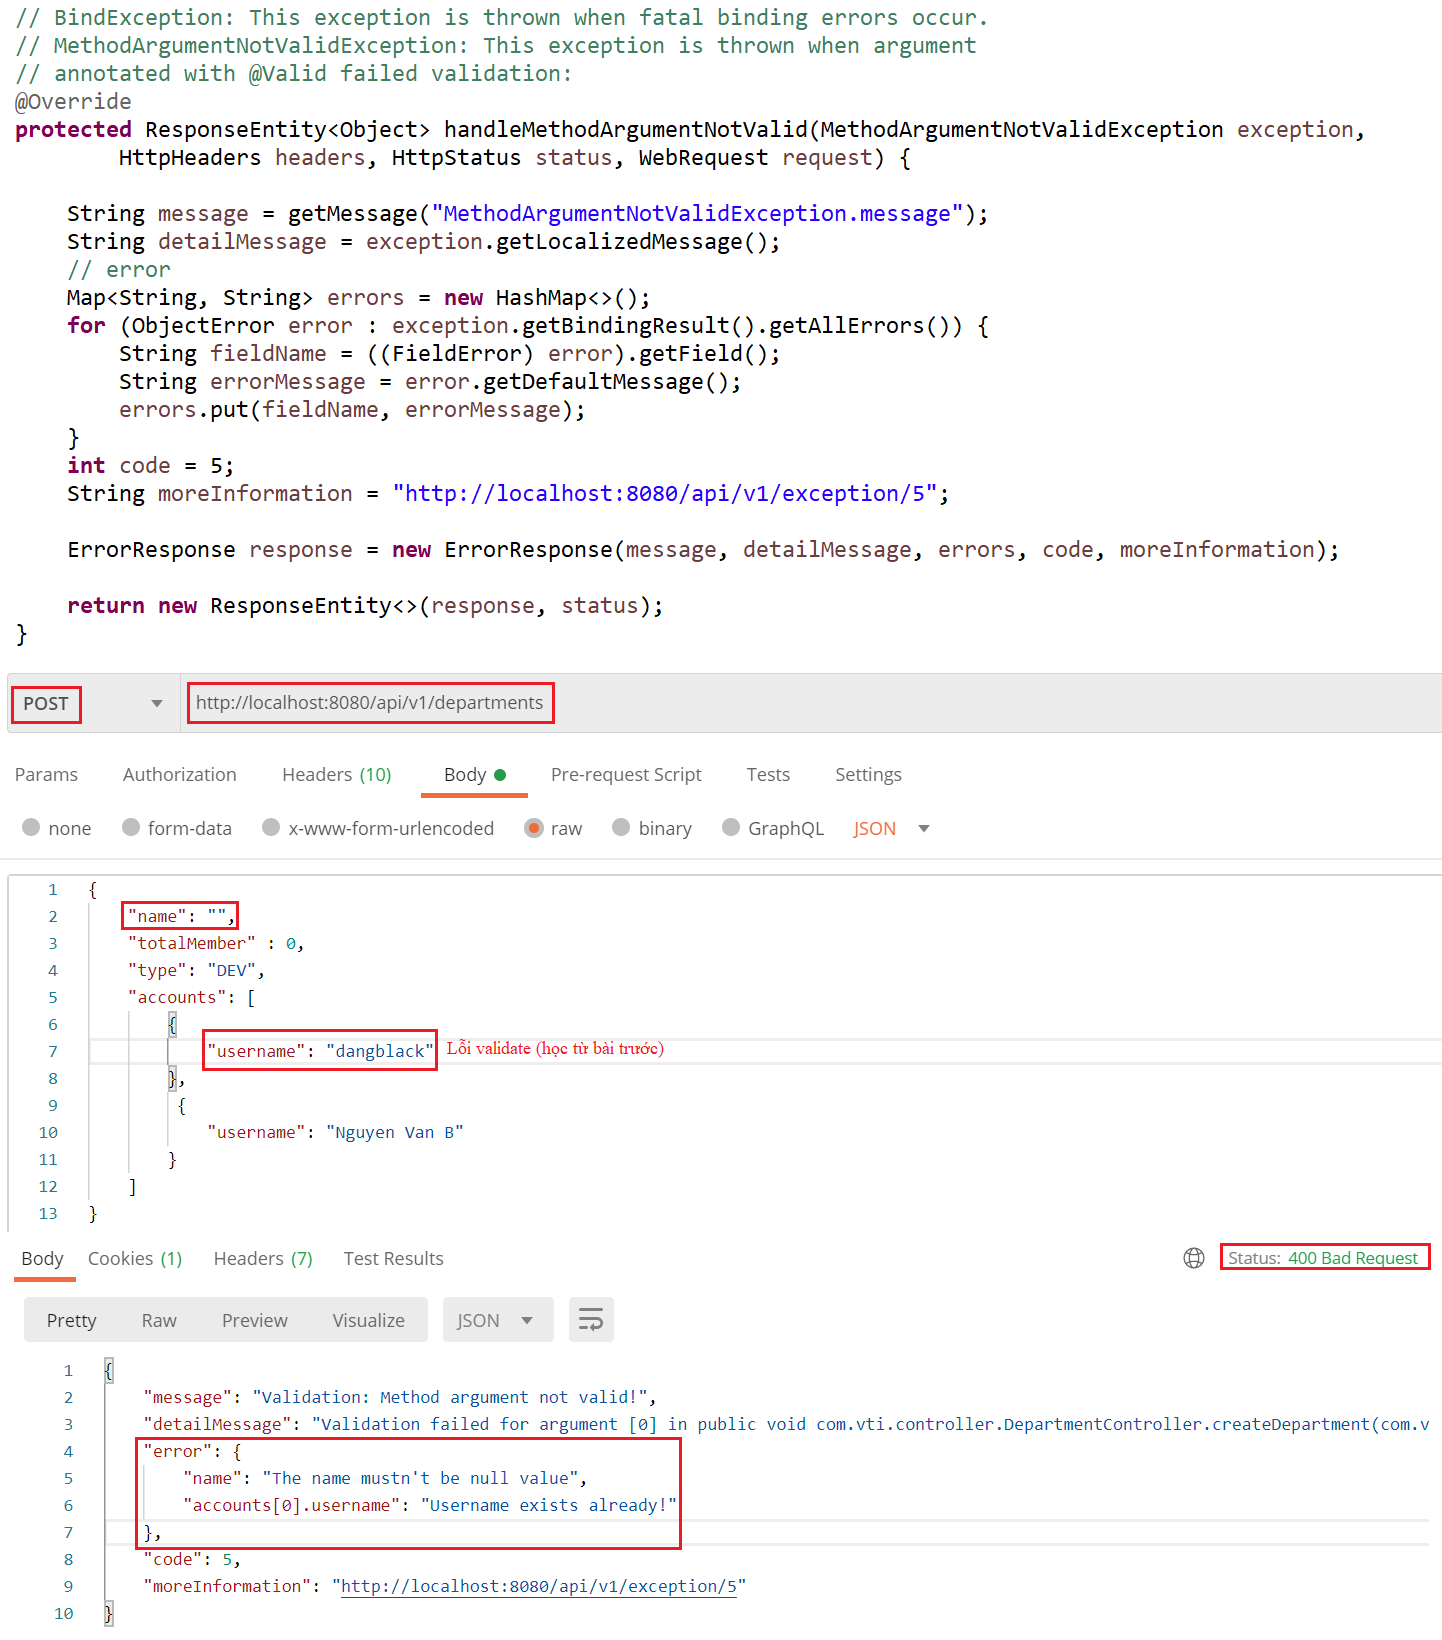 // BindException: This exception is thrown when fatal binding errors occur.
// MethodArgumentNotValidException: This exception is thrown when argument
// annotated with @Valid failed validation:
@Override
protected ResponseEntity<Object> handleMethodArgumentNotValid(MethodArgumentNotValidException exception,
        HttpHeaders headers, HttpStatus status, WebRequest request) {
    String message = getMessage("MethodArgumentNotValidException.message");
    String detailMessage = exception.getLocalizedMessage();
    // error
    Map<String, String> errors = new HashMap<>();
    for (ObjectError error : exception.getBindingResult().getAllErrors()) {
        String fieldName = ((FieldError) error).getField();
        String errorMessage = error.getDefaultMessage();
        errors.put(fieldName, errorMessage);
    }
    int code = 5;
    String moreInformation = "http://localhost:8080/api/v1/exception/5";
    ErrorResponse response = new ErrorResponse(message, detailMessage, errors, code, moreInformation);
    return new ResponseEntity<>(response, status);
}
POST http://localhost:8080/api/v1/departments
Params Authorization Headers (10) Body Pre-request Script Tests Settings
none form-data x-www-form-urlencoded raw binary GraphQL JSON
1 {
2 "name": "",
3 "totalMember" : 0,
4 "type": "DEV",
5 "accounts": [
6 {
7 "username": "dangblack" Lỗi validate (học từ bài trước)
8 },
9 {
10 "username": "Nguyen Van B"
11 }
12 ]
13 }
Body Cookies (1) Headers (7) Test Results Status: 400 Bad Request
Pretty Raw Preview Visualize JSON
1 {
2 "message": "Validation: Method argument not valid!",
3 "detailMessage": "Validation failed for argument [0] in public void com.vti.controller.DepartmentController.createDepartment(com.v
4 "error": {
5 "name": "The name mustn't be null value",
6 "accounts[0].username": "Username exists already!"
7 },
8 "code": 5,
9 "moreInformation": "http://localhost:8080/api/v1/exception/5"
10 }